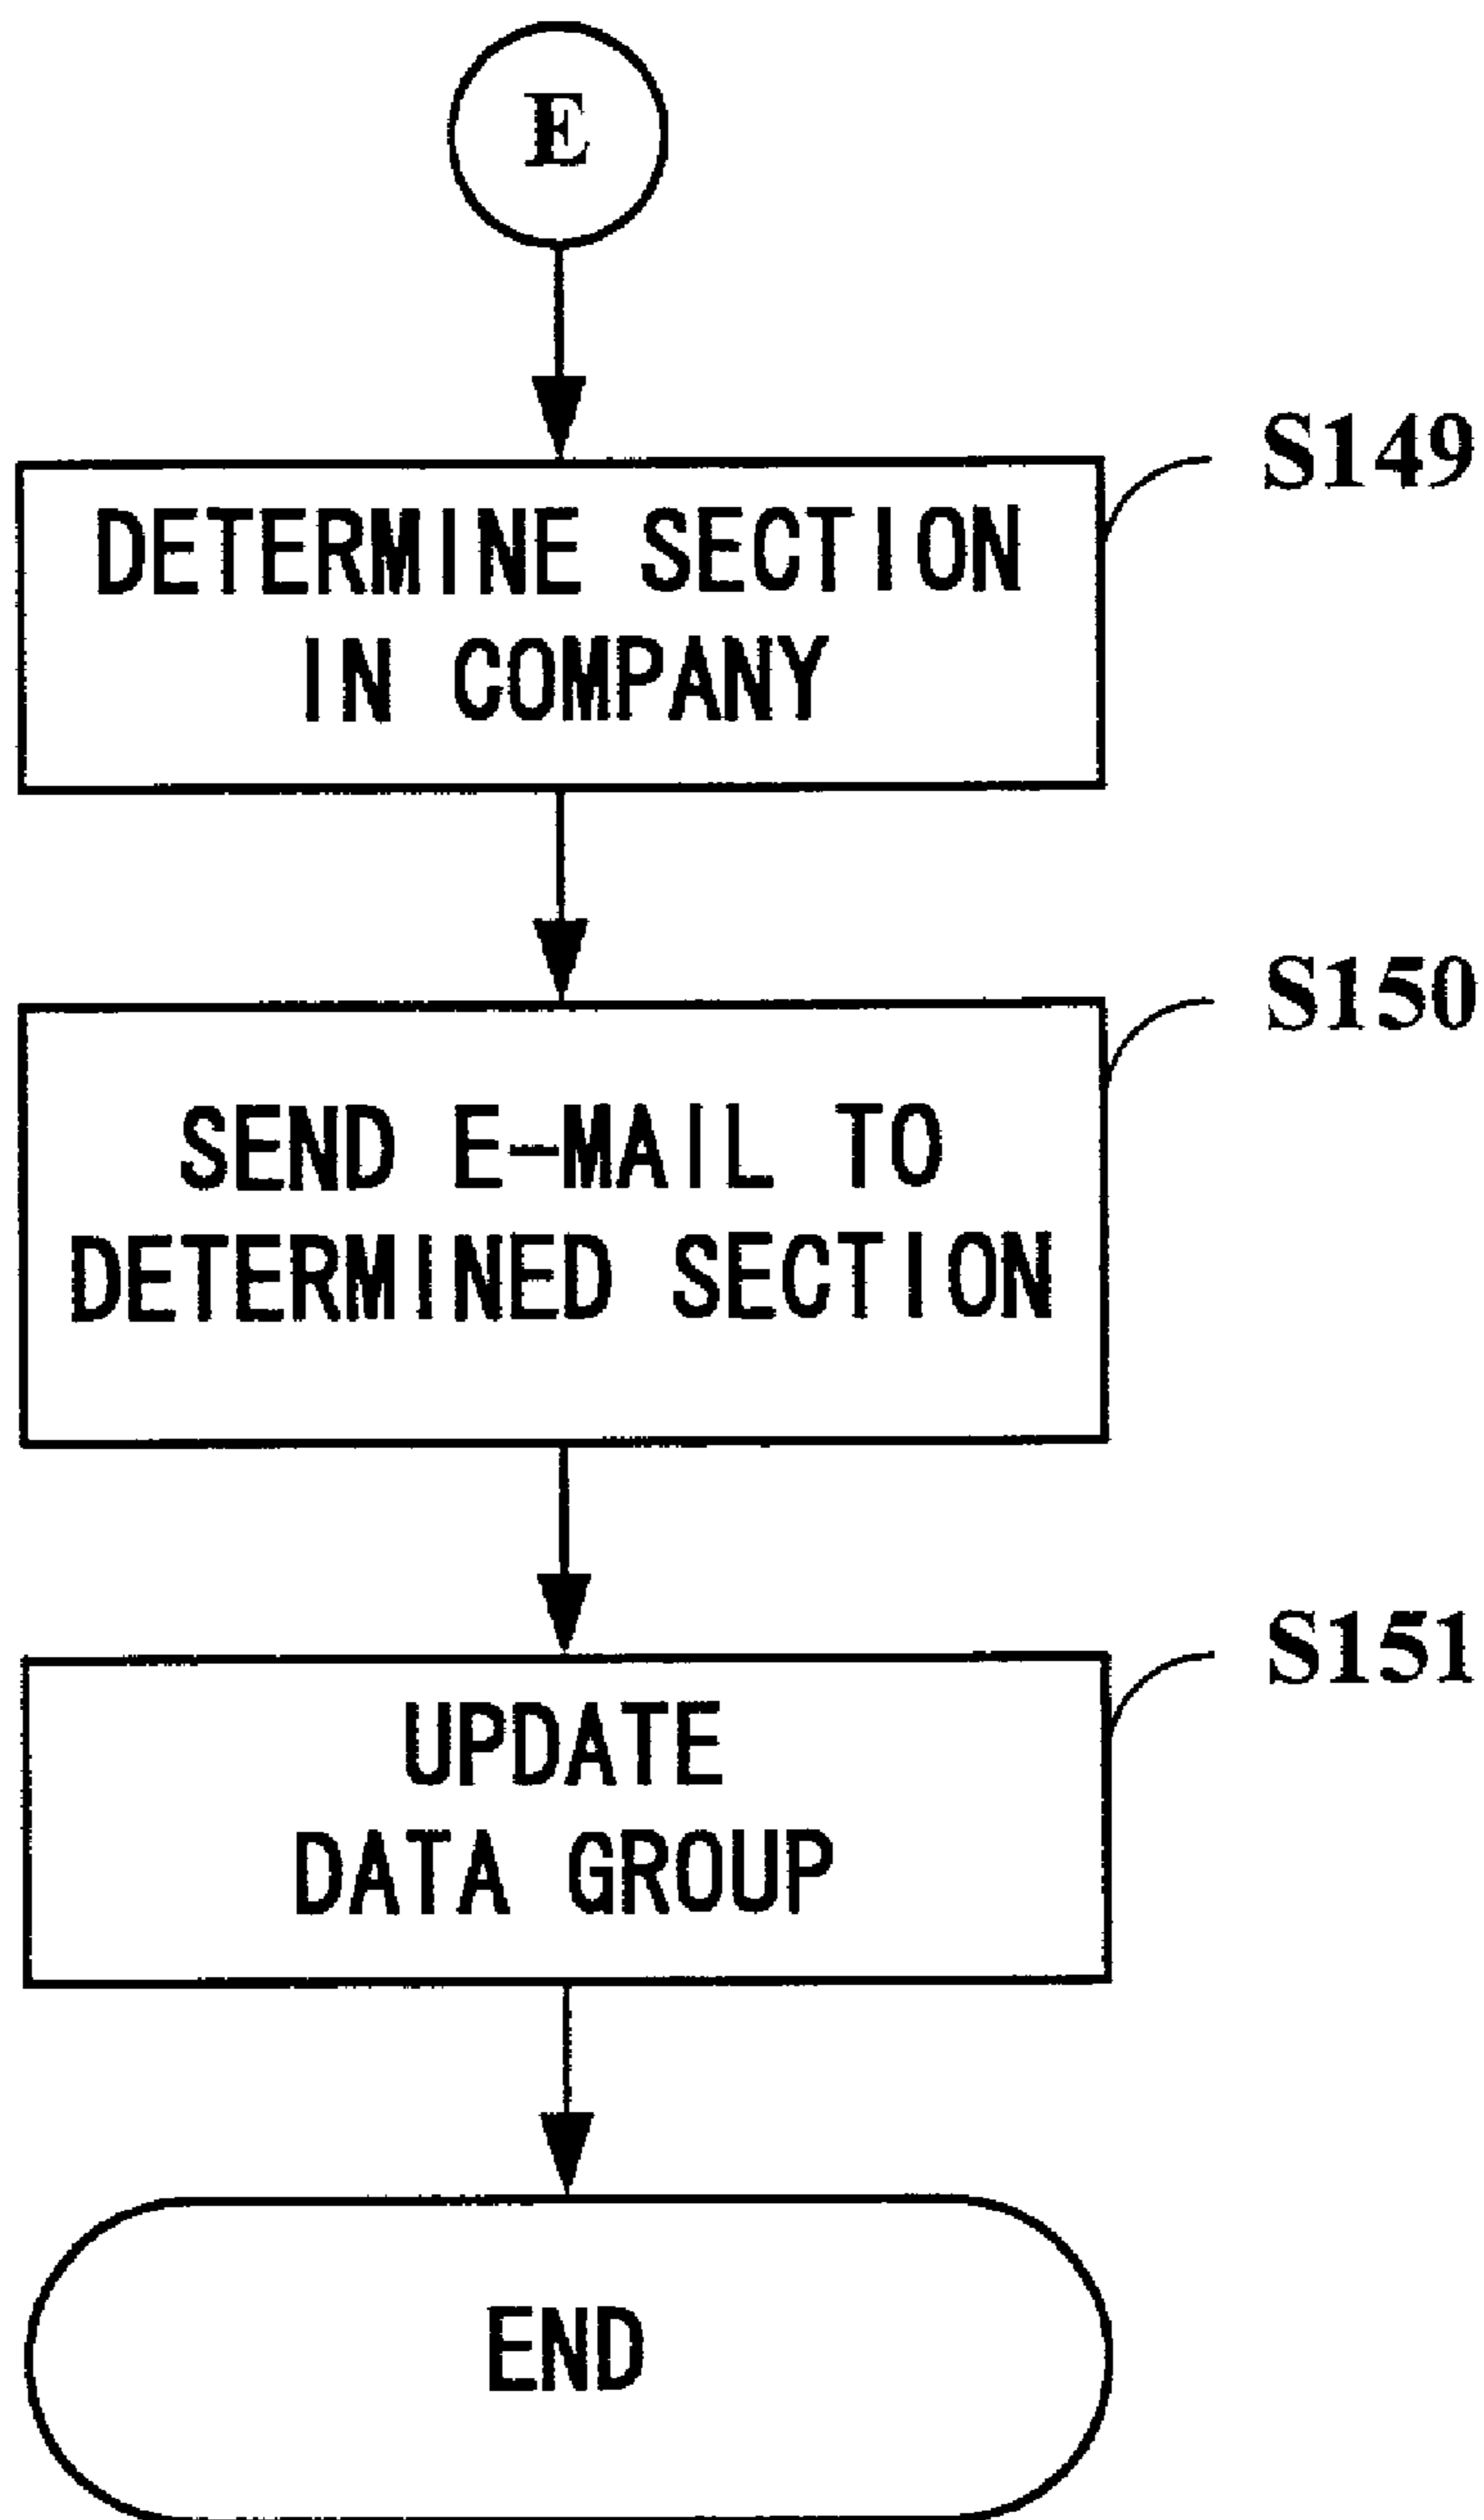 E
S149
DETERMINE SECTION
IN COMPANY
S150
SEND E-MAIL TO
DETERMINED SECTION
S151
UPDATE
DATA GROUP
END